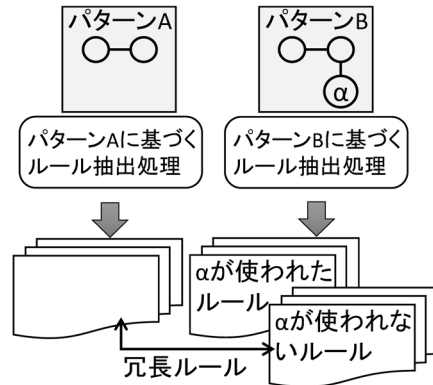 パターンA
パターンB
α
パターンAに基づく
ルール抽出処理
パターンBに基づく
ルール抽出処理
αが使われた
ルール
αが使われな
いルール
冗長ルール